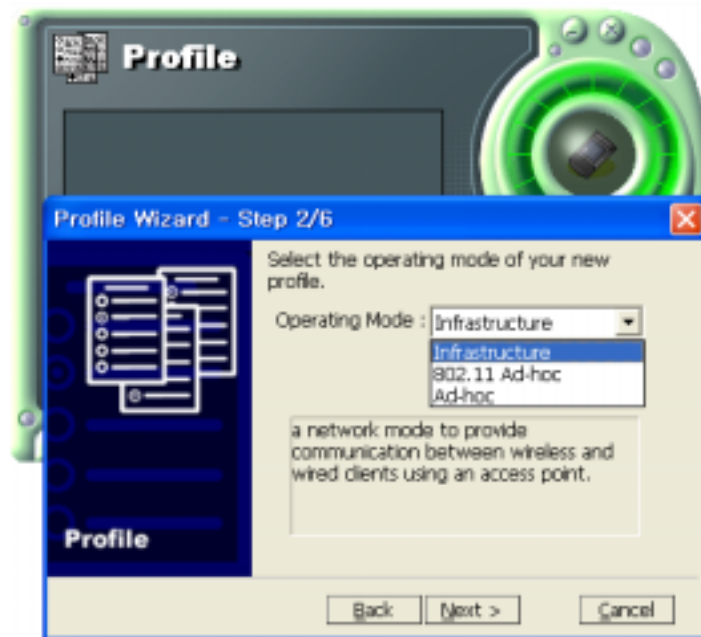 Profile
Profile Wizard - Step 2/6
Select the operating mode of your new
profile.
Operating Mode : Infrastructure
Infrastructure
802.11 Ad-hoc
Ad-hoc
a network mode to provide
communication between wireless and
wired clients using an access point.
Profile
Back Next > Cancel